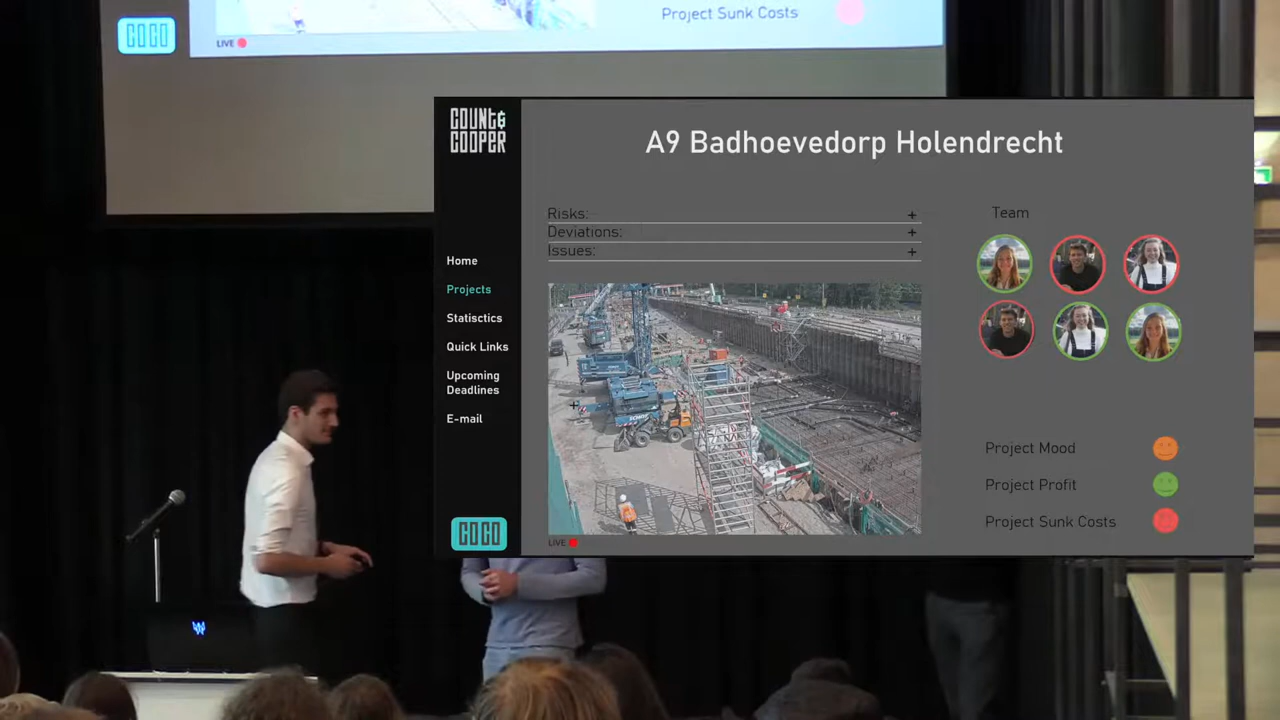 Project Sunk Costs
COCO
LIVE
COUNt&
COOPER
A9 Badhoevedorp Holendrecht
Risks: +
Deviations: +
Issues: +
Team
Home
Projects
Statisctics
Quick Links
Upcoming
Deadlines
E-mail
Project Mood
Project Profit
Project Sunk Costs
COCO
LIVE